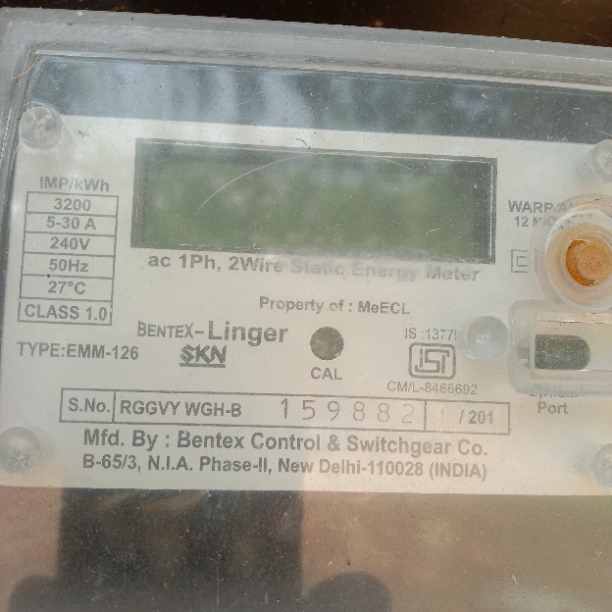 IMP/kWh
3200
5-30 A
240V
50Hz
27°C
CLASS 1.0
ac 1Ph, 2Wire Static Energy Meter
Property of : MeECL
BENTEX-Linger
SKN
TYPE:EMM-126
CAL
CM/L-8466692
Port
S.No. RGGVY WGH-B 159882 / 201
Mfd. By : Bentex Control & Switchgear Co.
B-65/3, N.I.A. Phase-II, New Delhi-110028 (INDIA)